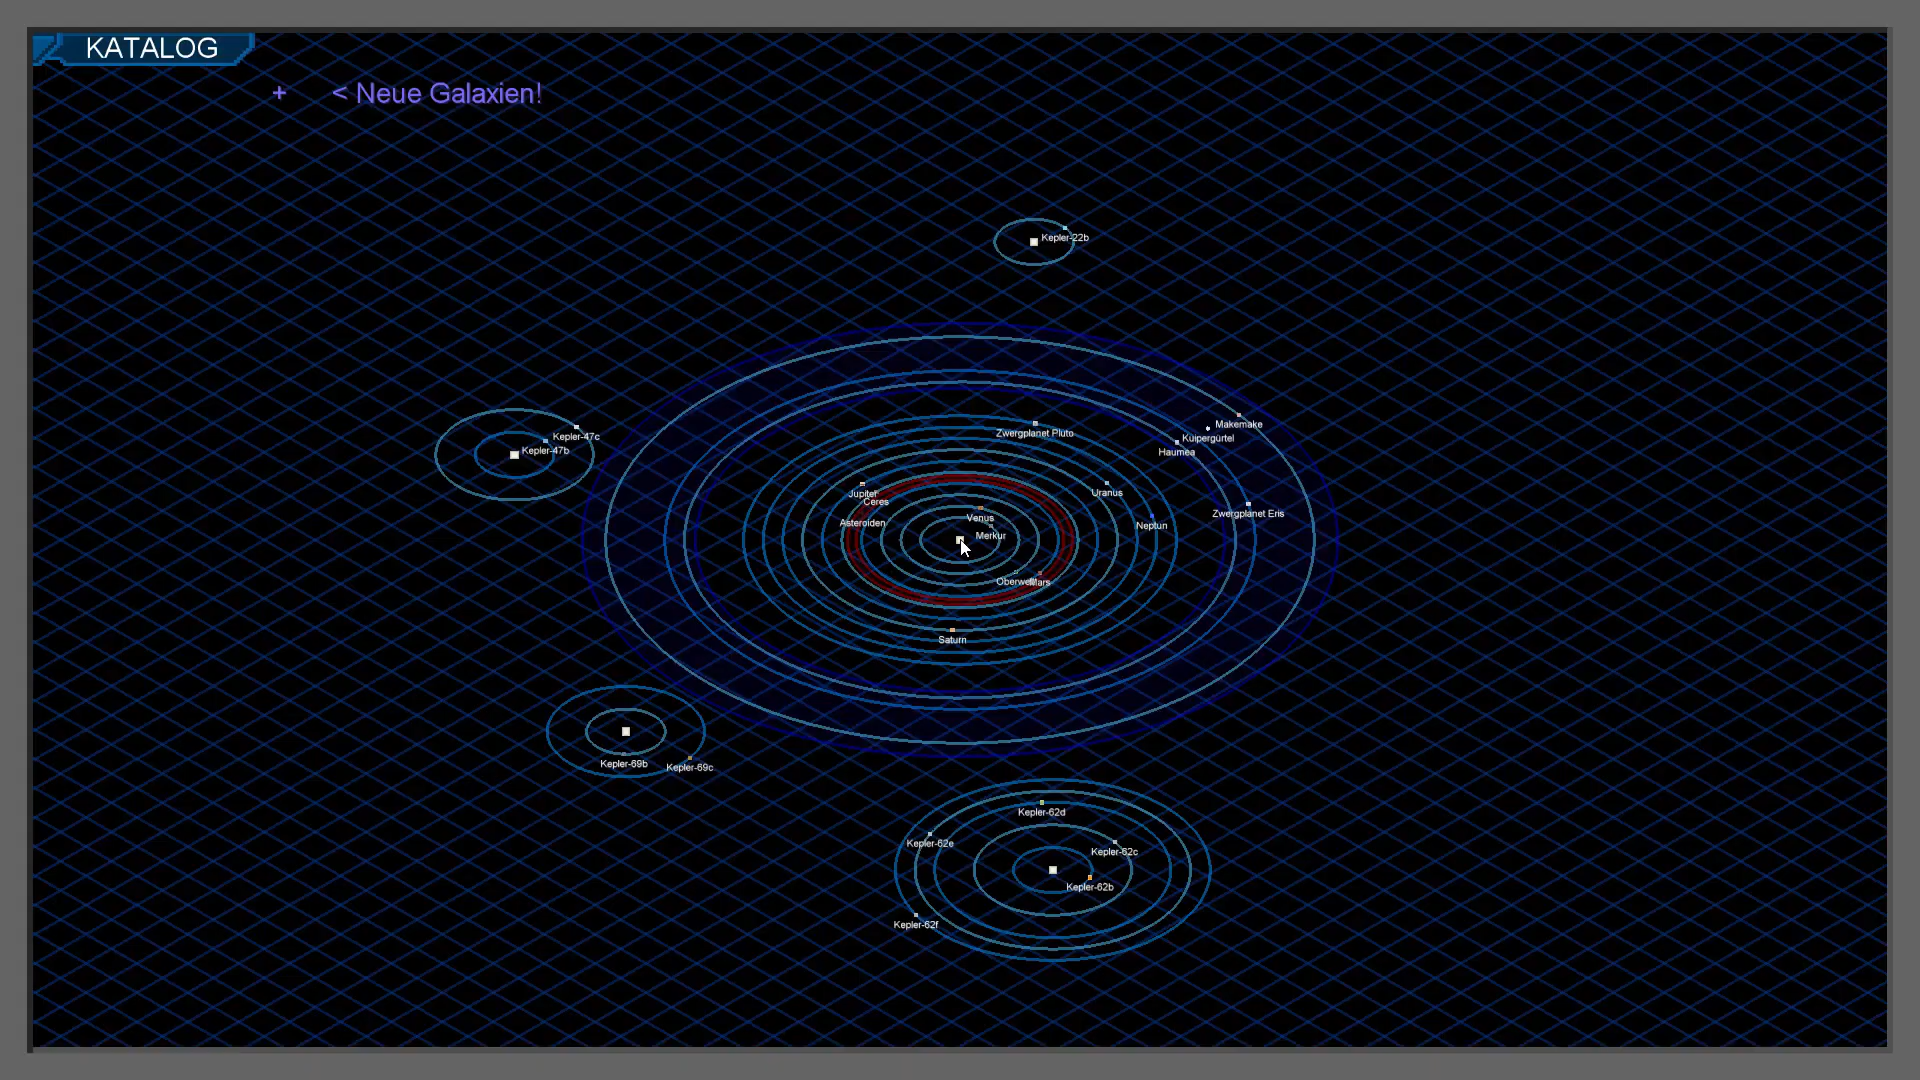 KATALOG
+ < Neue Galaxien!
Kepler-22b
Makemake
Zwergplanet Pluto
Kuipergürtel
Kepler-47c
Kepler-47b
Haumea
Jupiter
Uranus
Ceres
Zwergplanet Eris
Venus
Asteroiden
Neptun
Merkur
Mars
Saturn
Kepler-69b
Kepler-69c
Kepler-62d
Kepler-62e
Kepler-62c
Kepler-62b
Kepler-62f